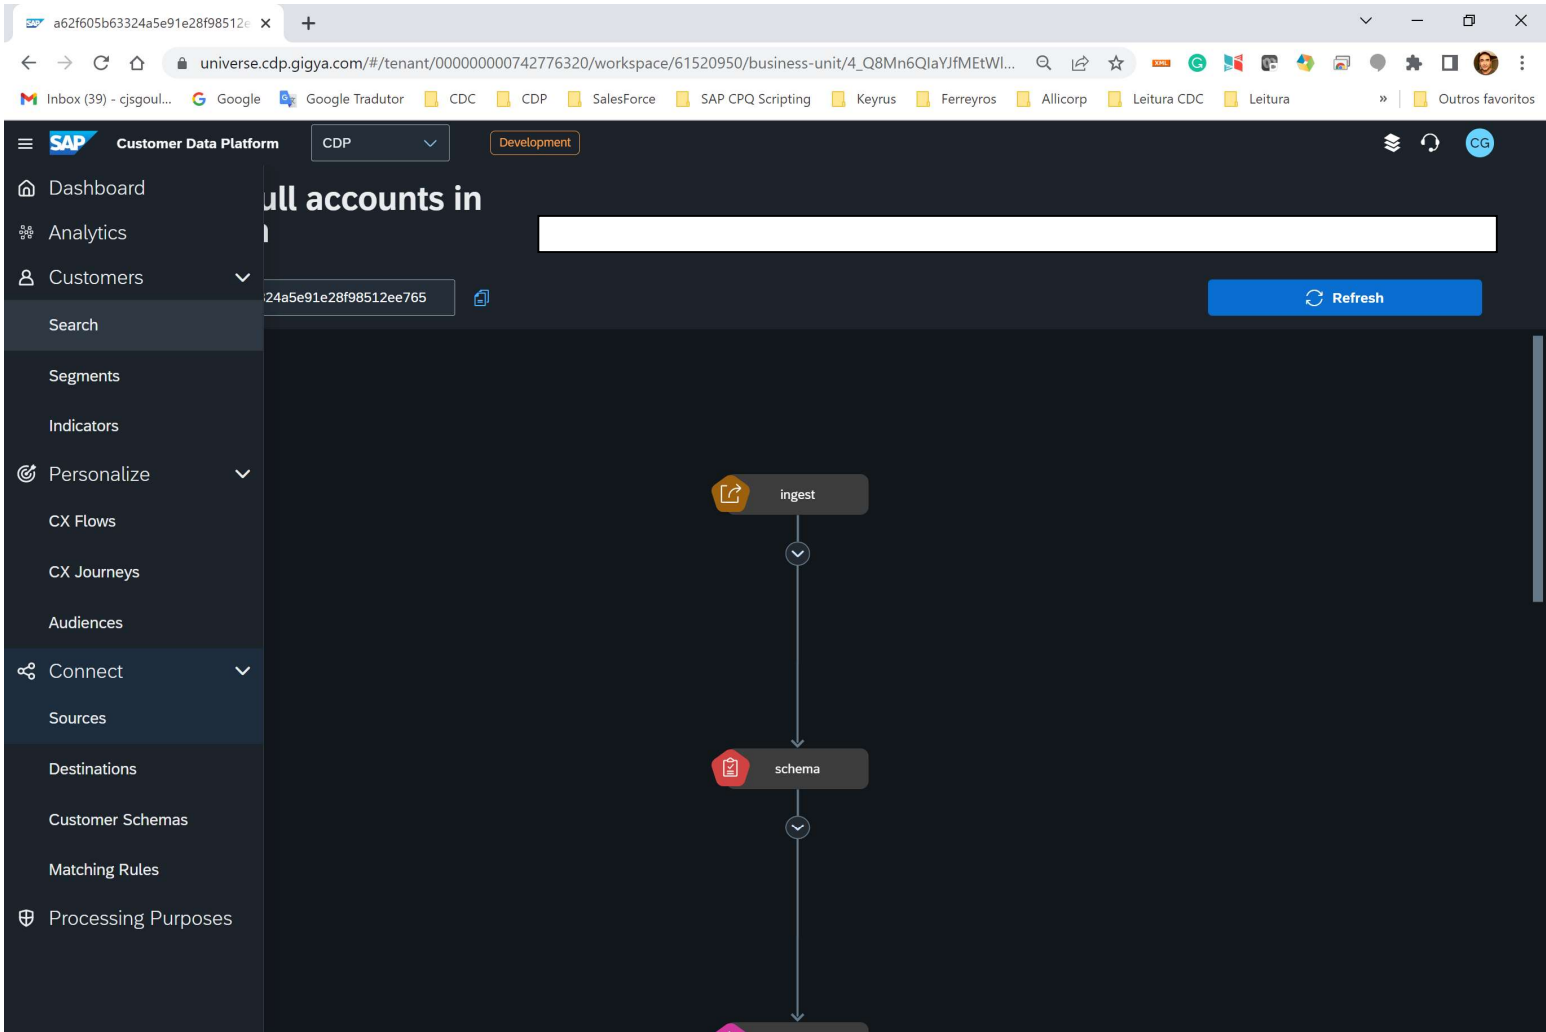 SAP a62f605b63324a5e91e28f98512e
universe.cdp.gigya.com/#/tenant/000000000742776320/workspace/61520950/business-unit/4_Q8Mn6QIaYJfMEtWl...
Inbox (39) - cjsgoul... Google Google Tradutor CDC CDP SalesForce SAP CPQ Scripting Keyrus Ferreyros Allicorp Leitura CDC Leitura » Outros favoritos
SAP Customer Data Platform CDP Development CG
Dashboard
ull accounts in
Analytics
Customers
24a5e91e28f98512ee765
Refresh
Search
Segments
Indicators
Personalize
ingest
CX Flows
CX Journeys
Audiences
Connect
Sources
Destinations
schema
Customer Schemas
Matching Rules
Processing Purposes